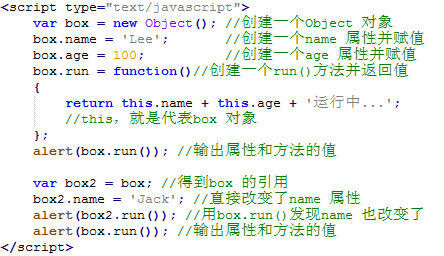 <script type="text/javascript">
var box = new Object(); //创建一个Object 对象
box.name = 'Lee'; //创建一个name 属性并赋值
box.age = 100; //创建一个age 属性并赋值
box.run = function()//创建一个run()方法并返回值
{
return this.name + this.age + '运行中...';
//this, 就是代表box 对象
};
alert(box.run()); //输出属性和方法的值
var box2 = box; //得到box 的引用
box2.name = 'Jack'; //直接改变了name 属性
alert(box2.run()); //用box.run()发现name 也改变了
alert(box.run()); //输出属性和方法的值
</script>